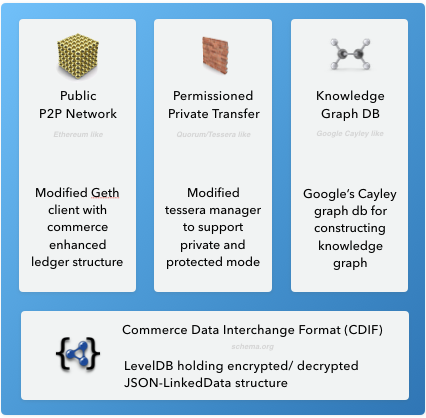 Public
P2P Network
Ethereum like
Modified Geth
client with
commerce
enhanced
ledger structure
Permissioned
Private Transfer
Quorum/Tessera like
Modified
tessera manager
to support
private and
protected mode
Knowledge
Graph DB
Google Cayley like
Google's Cayley
graph db for
constructing
knowledge
graph
Commerce Data Interchange Format (CDIF)
schema.org
LevelDB holding encrypted/ decrypted
JSON-LinkedData structure